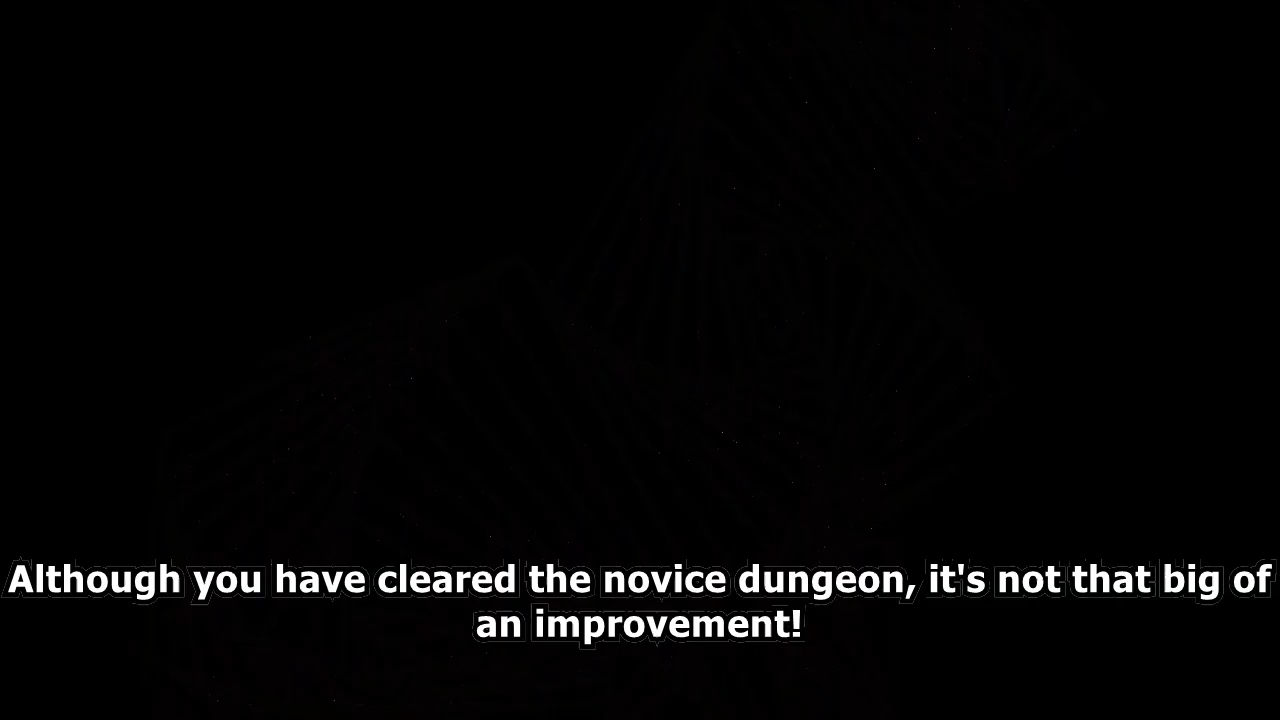 Although you have cleared the novice dungeon, it's not that big of
an improvement!